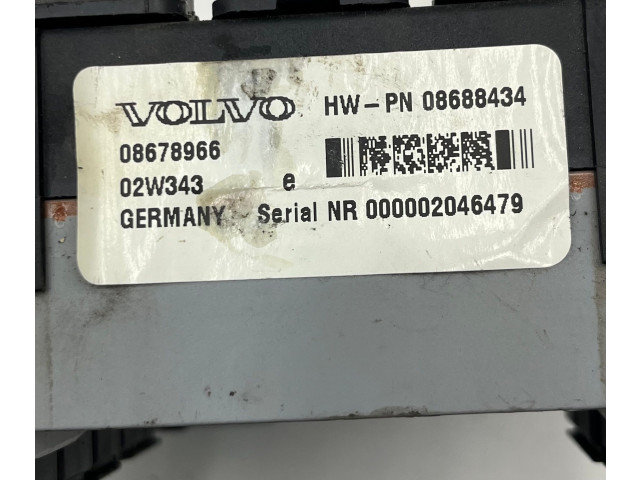 VOLVO HW-PN 08688434
08678966
02W343 e
GERMANY Serial NR 000002046479